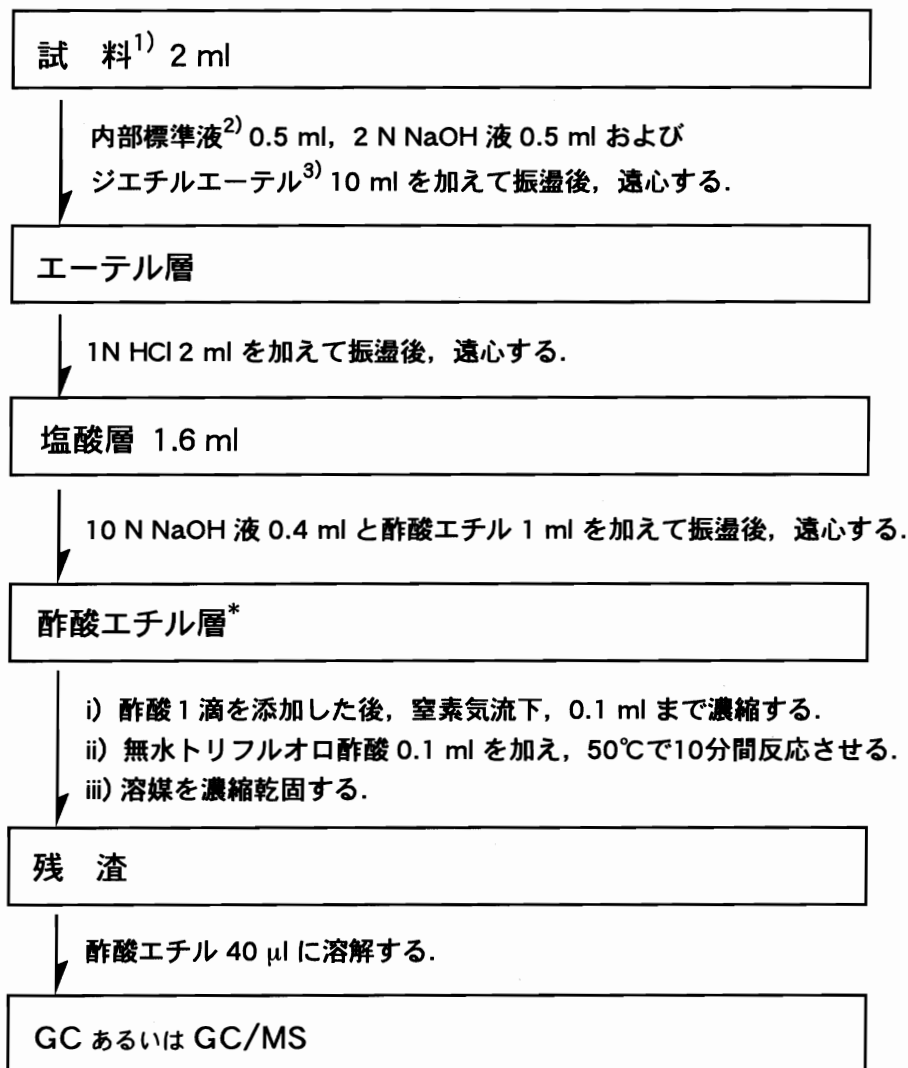 試　料1) 2 ml
内部標準液2) 0.5 ml，2 N NaOH 液 0.5 ml および
ジエチルエーテル3) 10 ml を加えて振盪後，遠心する．
エーテル層
1N HCl 2 ml を加えて振盪後，遠心する．
塩酸層 1.6 ml
10 N NaOH 液 0.4 ml と酢酸エチル 1 ml を加えて振盪後，遠心する．
酢酸エチル層*
i) 酢酸 1 滴を添加した後，窒素気流下，0.1 ml まで濃縮する．
ii) 無水トリフルオロ酢酸 0.1 ml を加え，50℃で10分間反応させる．
iii) 溶媒を濃縮乾固する．
残　渣
酢酸エチル 40 μl に溶解する．
GC あるいは GC/MS